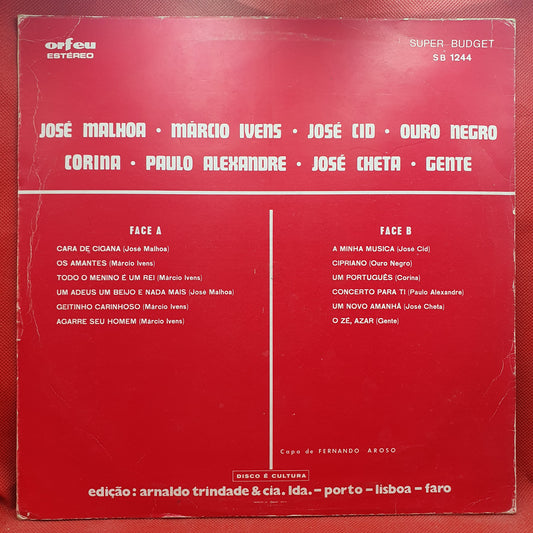 orfeu
ESTÉREO
SUPER BUDGET
SB 1244
JOSÉ MALHOA · MÁRCIO IVENS · JOSÉ CID · OURO NEGRO
CORINA · PAULO ALEXANDRE · JOSÉ CHETA · GENTE
FACE A
CARA DE CIGANA (José Malhoa)
OS AMANTES (Márcio Ivens)
TODO O MENINO É UM REI (Márcio Ivens)
UM ADEUS UM BEIJO E NADA MAIS (José Malhoa)
GEITINHO CARINHOSO (Márcio Ivens)
AGARRE SEU HOMEM (Márcio Ivens)
FACE B
A MINHA MUSICA (José Cid)
CIPRIANO (Ouro Negro)
UM PORTUGUÊS (Corina)
CONCERTO PARA TI (Paulo Alexandre)
UM NOVO AMANHÃ (José Cheta)
O ZÉ, AZAR (Gente)
Capa de FERNANDO AROSO
DISCO É CULTURA
edição: arnaldo trindade & cia. lda. – porto – lisboa – faro